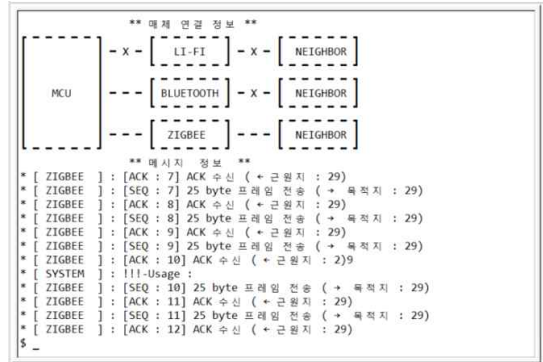 ** 매체 연결 정보 **
- X - [ LI-FI ] - X - [ NEIGHBOR ]
MCU - - - [ BLUETOOTH ] - X - [ NEIGHBOR ]
- - - [ ZIGBEE ] - - - [ NEIGHBOR ]
** 메시지 정보 **
* [ ZIGBEE ] : [ACK : 7] ACK 수신 ( ← 근원지 : 29)
* [ ZIGBEE ] : [SEQ : 7] 25 byte 프레임 전송 ( → 목적지 : 29)
* [ ZIGBEE ] : [ACK : 8] ACK 수신 ( ← 근원지 : 29)
* [ ZIGBEE ] : [SEQ : 8] 25 byte 프레임 전송 ( → 목적지 : 29)
* [ ZIGBEE ] : [ACK : 9] ACK 수신 ( ← 근원지 : 29)
* [ ZIGBEE ] : [SEQ : 9] 25 byte 프레임 전송 ( → 목적지 : 29)
* [ ZIGBEE ] : [ACK : 10] ACK 수신 ( ← 근원지 : 2)9
* [ SYSTEM ] : !!!-Usage :
* [ ZIGBEE ] : [SEQ : 10] 25 byte 프레임 전송 ( → 목적지 : 29)
* [ ZIGBEE ] : [ACK : 11] ACK 수신 ( ← 근원지 : 29)
* [ ZIGBEE ] : [SEQ : 11] 25 byte 프레임 전송 ( → 목적지 : 29)
* [ ZIGBEE ] : [ACK : 12] ACK 수신 ( ← 근원지 : 29)
$ _